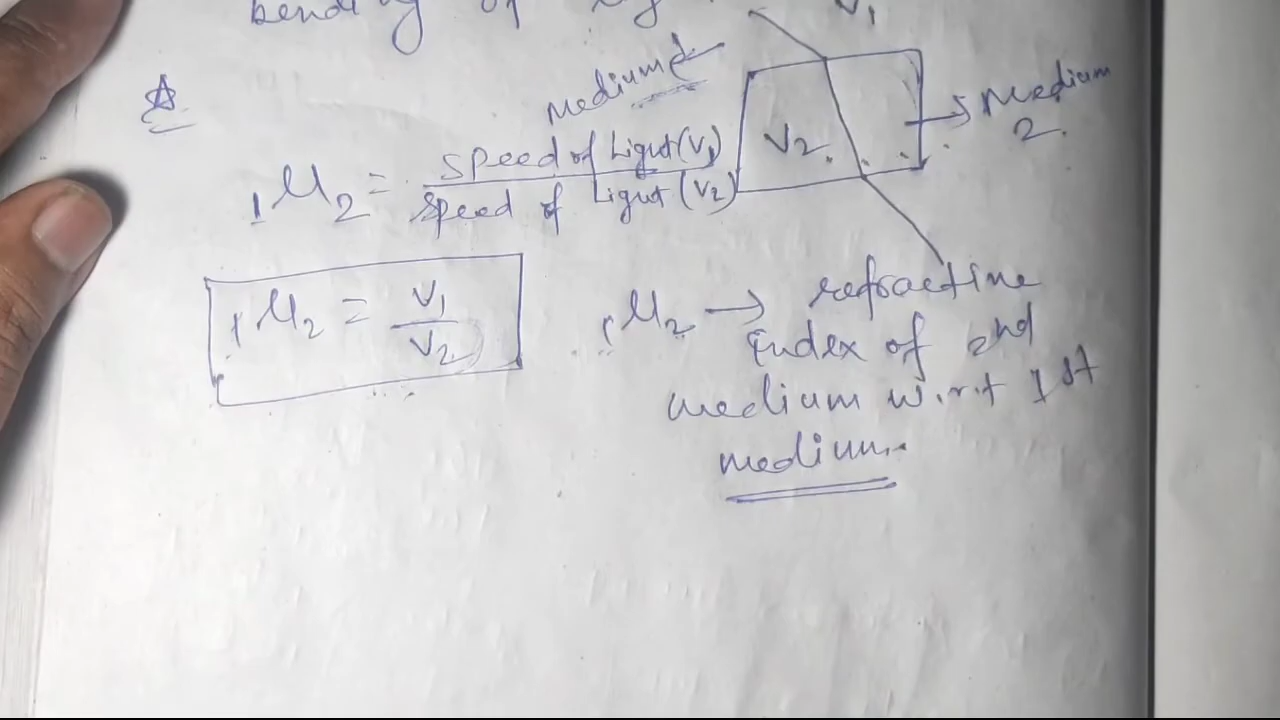 bending of
V1
medium
Medium
2.
V2
1μ2 = Speed of Light (V1)
Speed of Light (V2)
1μ2 = V1
V2
1μ2 → refractine
index of 2nd
medium w.r.t 1st
medium.